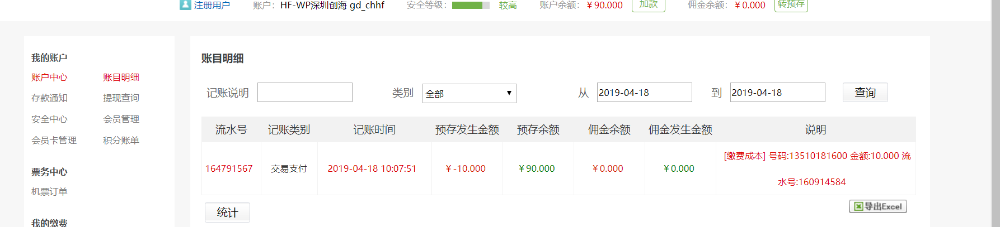 注册用户 账户：HF-WP深圳创海 gd_chhf 安全等级： 较高 账户余额：￥90.000 加款 佣金余额：￥0.000 转预存
我的账户
账户中心 账目明细
存款通知 提现查询
安全中心 会员管理
会员卡管理 积分账单
票务中心
机票订单
我的缴费
账目明细
记账说明 类别 全部 从 2019-04-18 到 2019-04-18 查询
流水号 记账类别 记账时间 预存发生金额 预存余额 佣金余额 佣金发生金额 说明
164791567 交易支付 2019-04-18 10:07:51 ￥-10.000 ￥90.000 ￥0.000 ￥0.000 [缴费成本] 号码:13510181600 金额:10.000 流
水号:160914584
统计 导出Excel